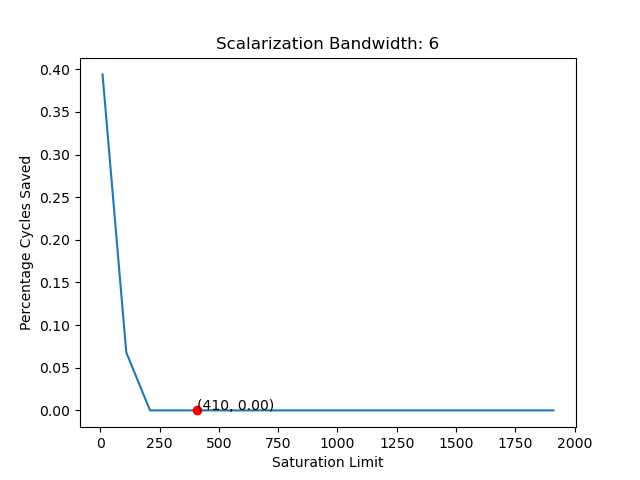 Scalarization Bandwidth: 6
0.40
0.35
0.30
0.25
0.20
0.15
0.10
0.05
0.00
Percentage Cycles Saved
(410, 0.00)
0 250 500 750 1000 1250 1500 1750 2000
Saturation Limit